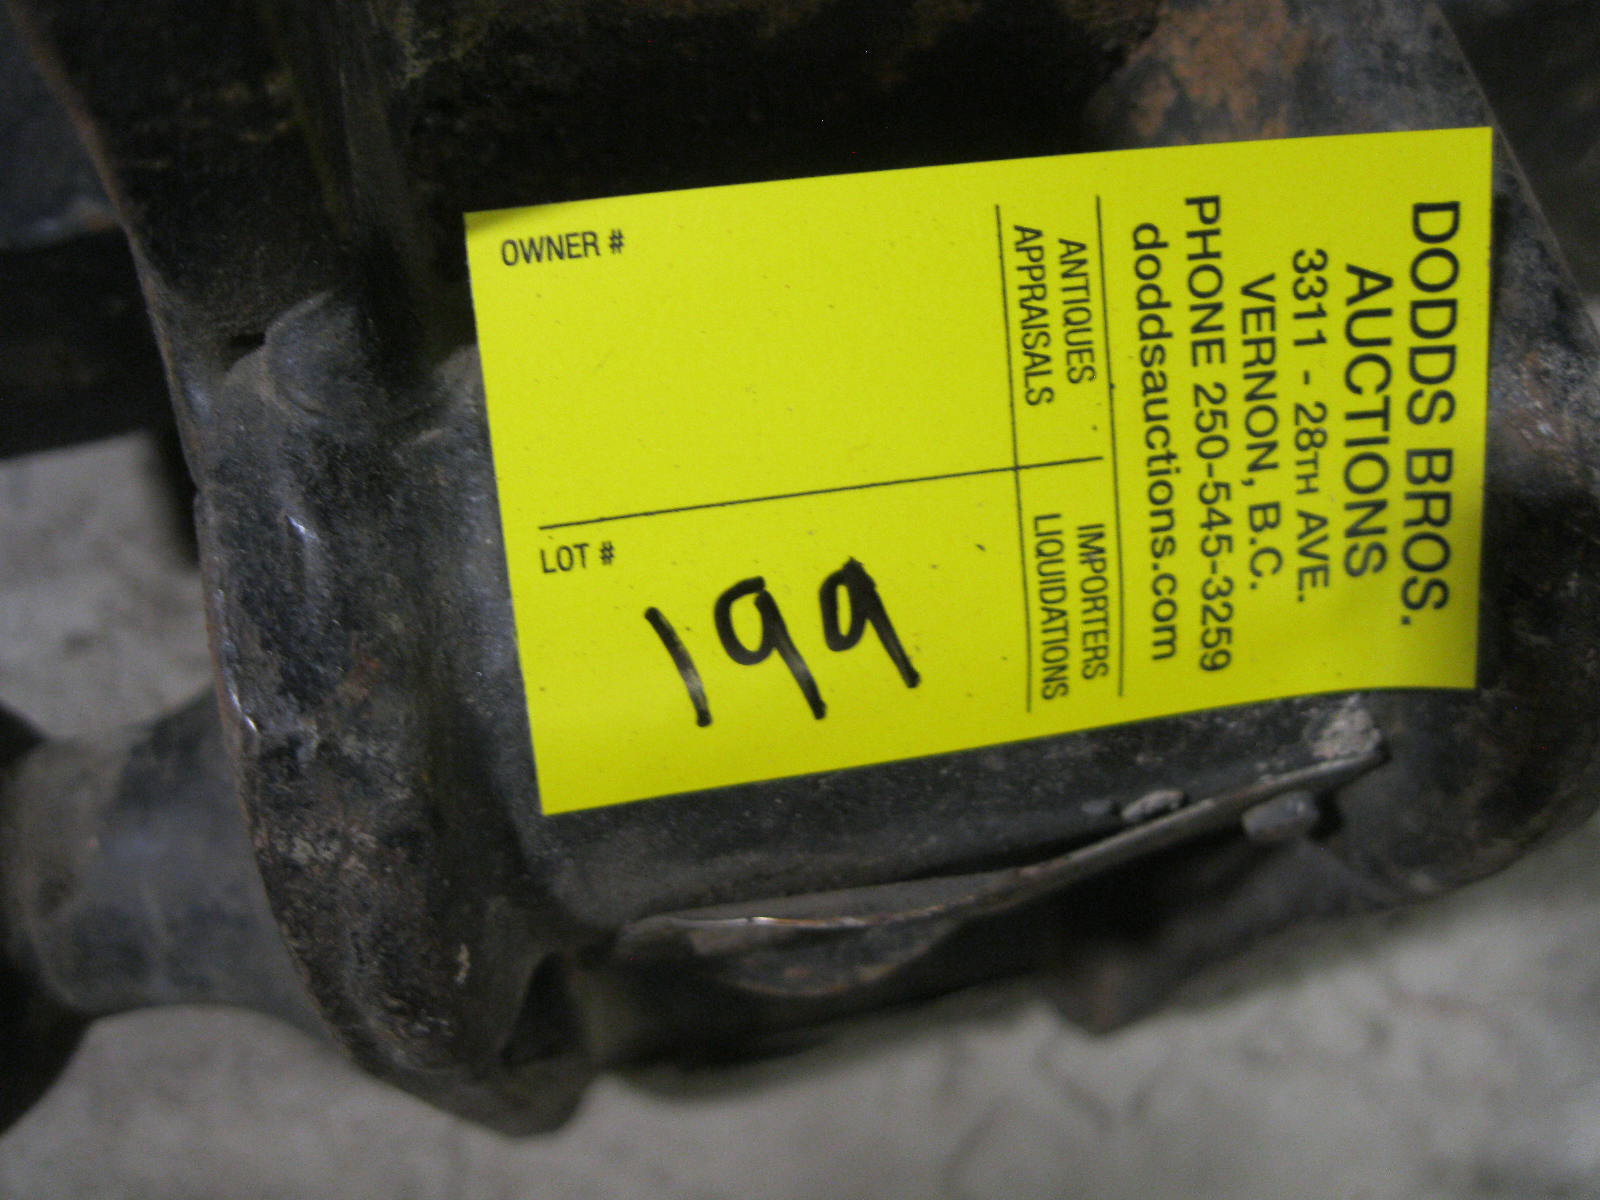 DODDS BROS.
AUCTIONS
3311 - 28TH AVE.
VERNON, B.C.
PHONE 250-545-3259
doddsauctions.com
ANTIQUES
APPRAISALS
IMPORTERS
LIQUIDATIONS
OWNER #
LOT #
199